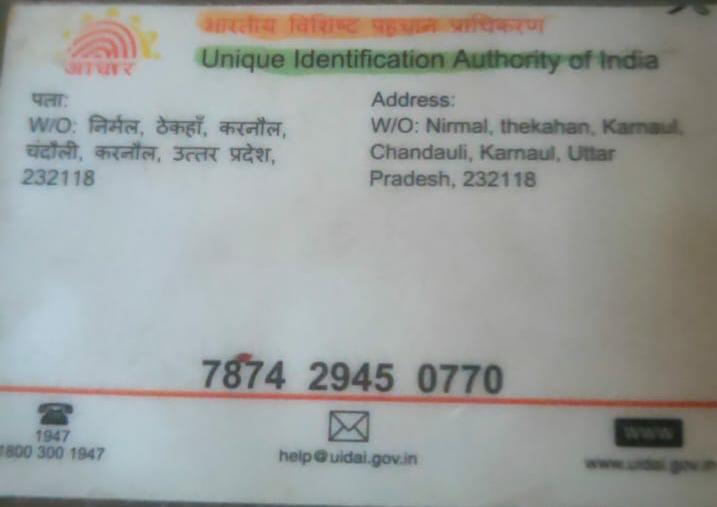 आधार
भारतीय विशिष्ट पहचान प्राधिकरण
Unique Identification Authority of India
पता:
W/O: निर्मल, ठेकहाँ, करनौल,
चंदौली, करनौल, उत्तर प्रदेश,
232118
Address:
W/O: Nirmal, thekahan, Karnaul,
Chandauli, Karnaul, Uttar
Pradesh, 232118
7874 2945 0770
1947
1800 300 1947
help@uidai.gov.in
www
www.uidai.gov.in